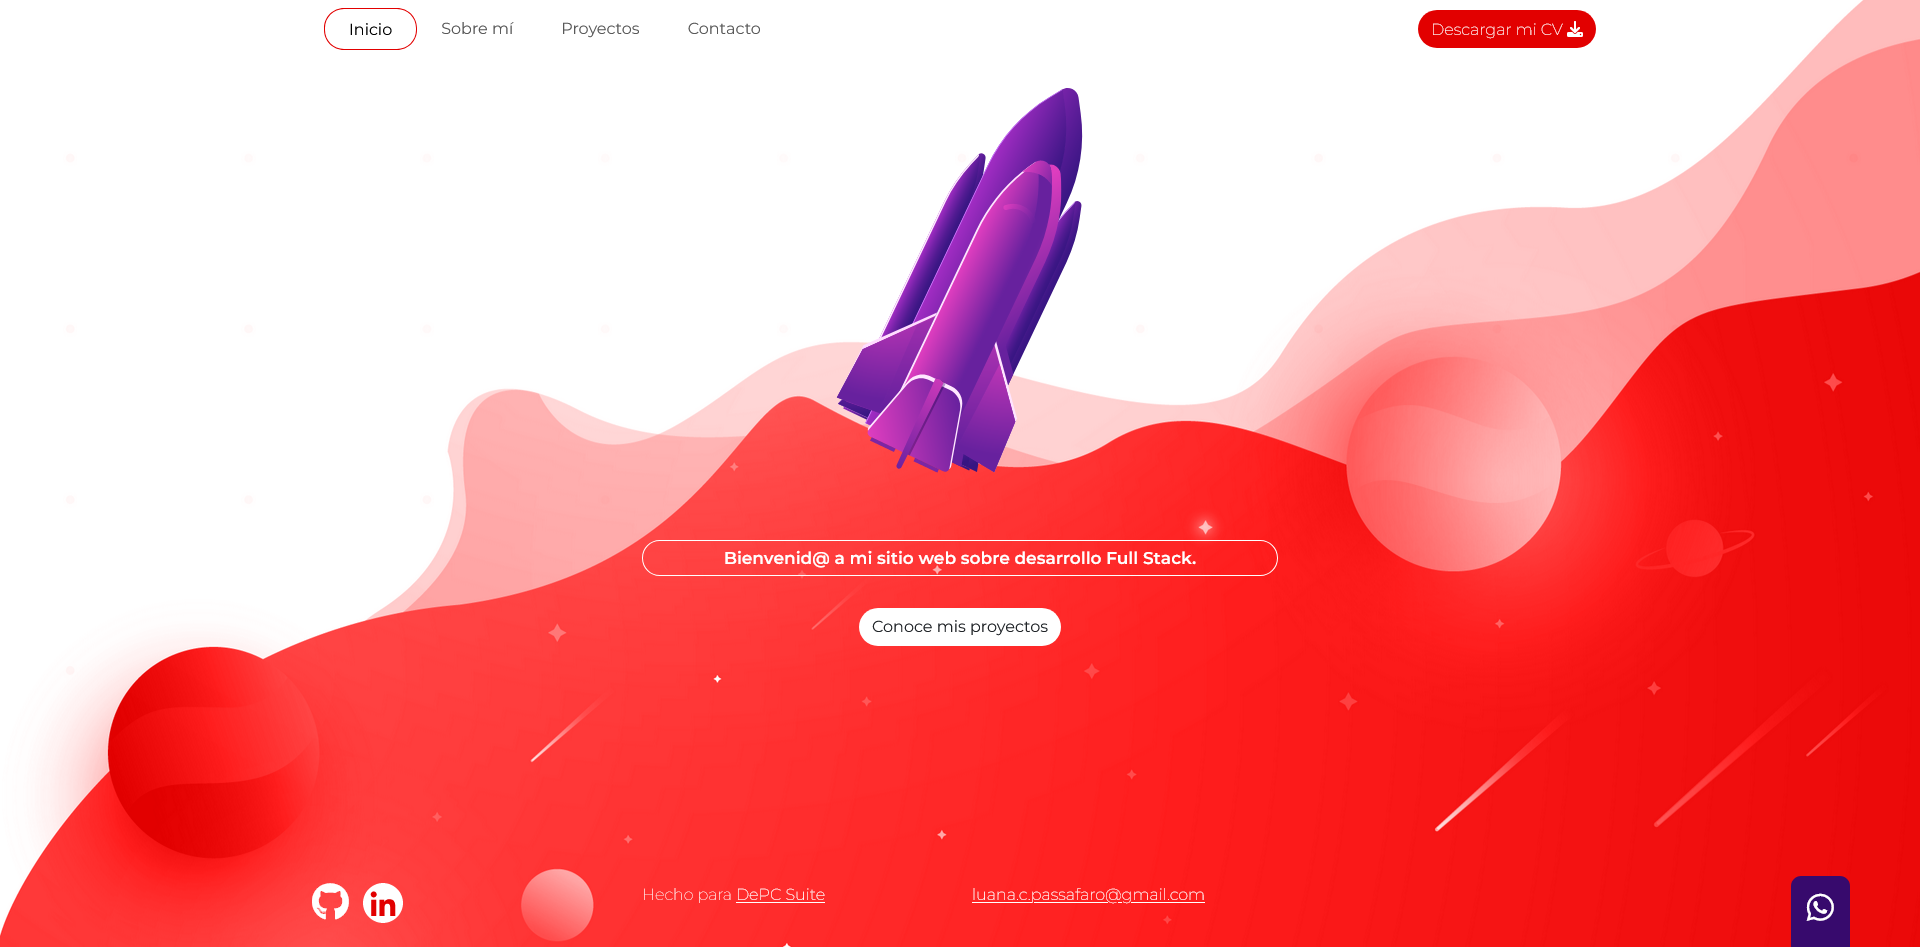 Inicio
Sobre mí
Proyectos
Contacto
Descargar mi CV
Bienvenid@ a mi sitio web sobre desarrollo Full Stack.
Conoce mis proyectos
in
Hecho para DePC Suite
luana.c.passafaro@gmail.com